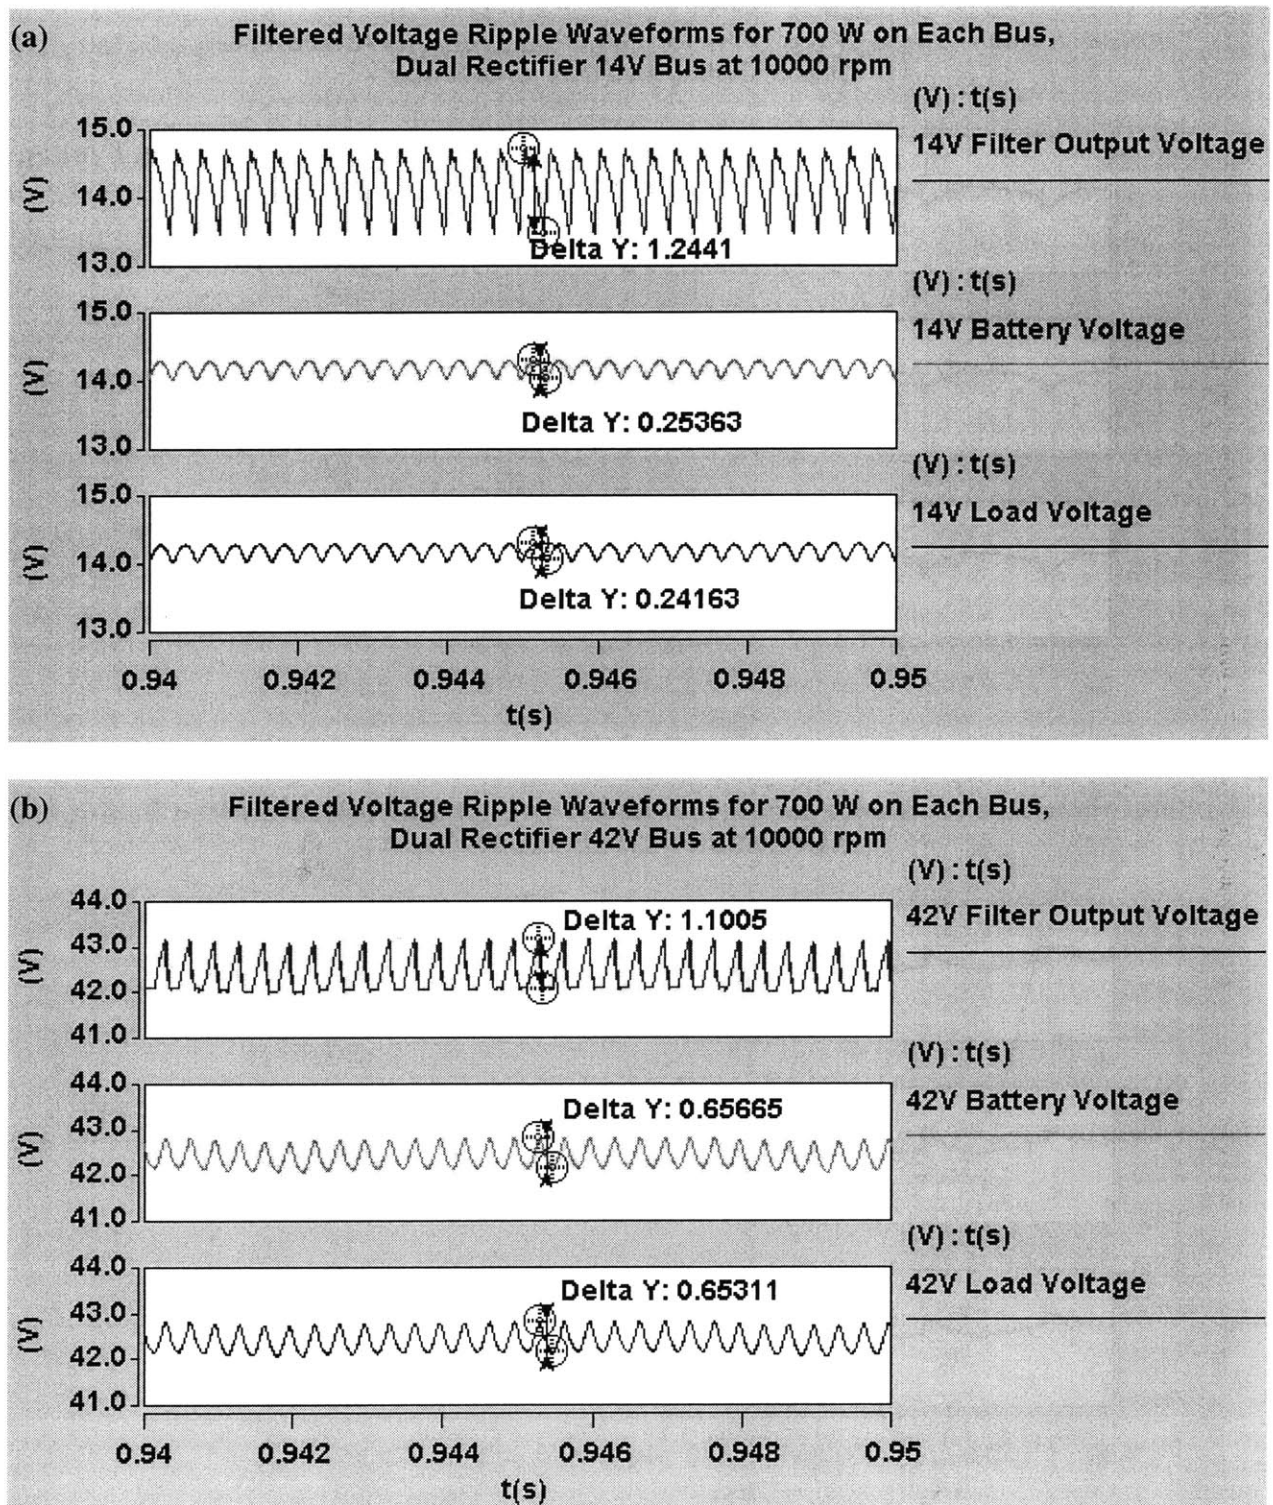 (a)
Filtered Voltage Ripple Waveforms for 700 W on Each Bus,
Dual Rectifier 14V Bus at 10000 rpm
(V) : t(s)
14V Filter Output Voltage
15.0
14.0
13.0
(V)
Delta Y: 1.2441
(V) : t(s)
14V Battery Voltage
15.0
14.0
13.0
(V)
Delta Y: 0.25363
(V) : t(s)
14V Load Voltage
15.0
14.0
13.0
(V)
Delta Y: 0.24163
0.94 0.942 0.944 0.946 0.948 0.95
t(s)
(b)
Filtered Voltage Ripple Waveforms for 700 W on Each Bus,
Dual Rectifier 42V Bus at 10000 rpm
(V) : t(s)
42V Filter Output Voltage
44.0
43.0
42.0
41.0
(V)
Delta Y: 1.1005
(V) : t(s)
42V Battery Voltage
44.0
43.0
42.0
41.0
(V)
Delta Y: 0.65665
(V) : t(s)
42V Load Voltage
44.0
43.0
42.0
41.0
(V)
Delta Y: 0.65311
0.94 0.942 0.944 0.946 0.948 0.95
t(s)